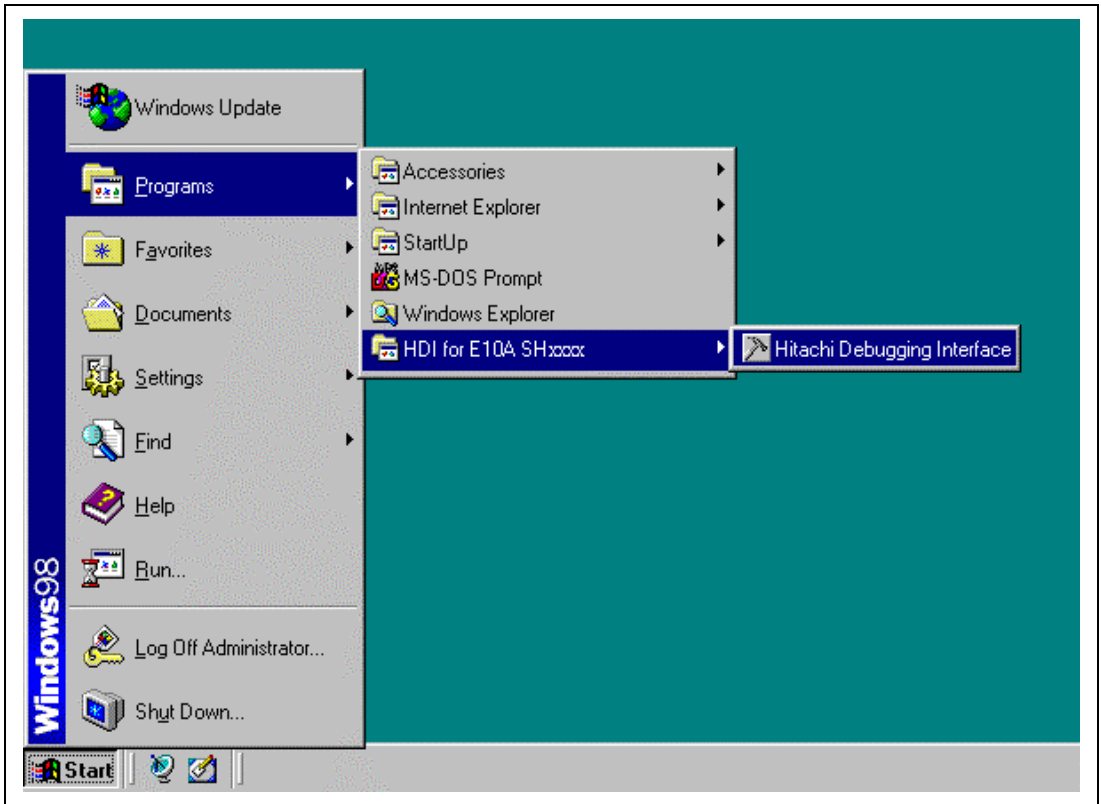 Windows Update
Programs
Favorites
Documents
Settings
Find
Help
Run...
Log Off Administrator...
Shut Down...
Windows98
Accessories
Internet Explorer
StartUp
MS-DOS Prompt
Windows Explorer
HDI for E10A SHxxxx
Hitachi Debugging Interface
Start